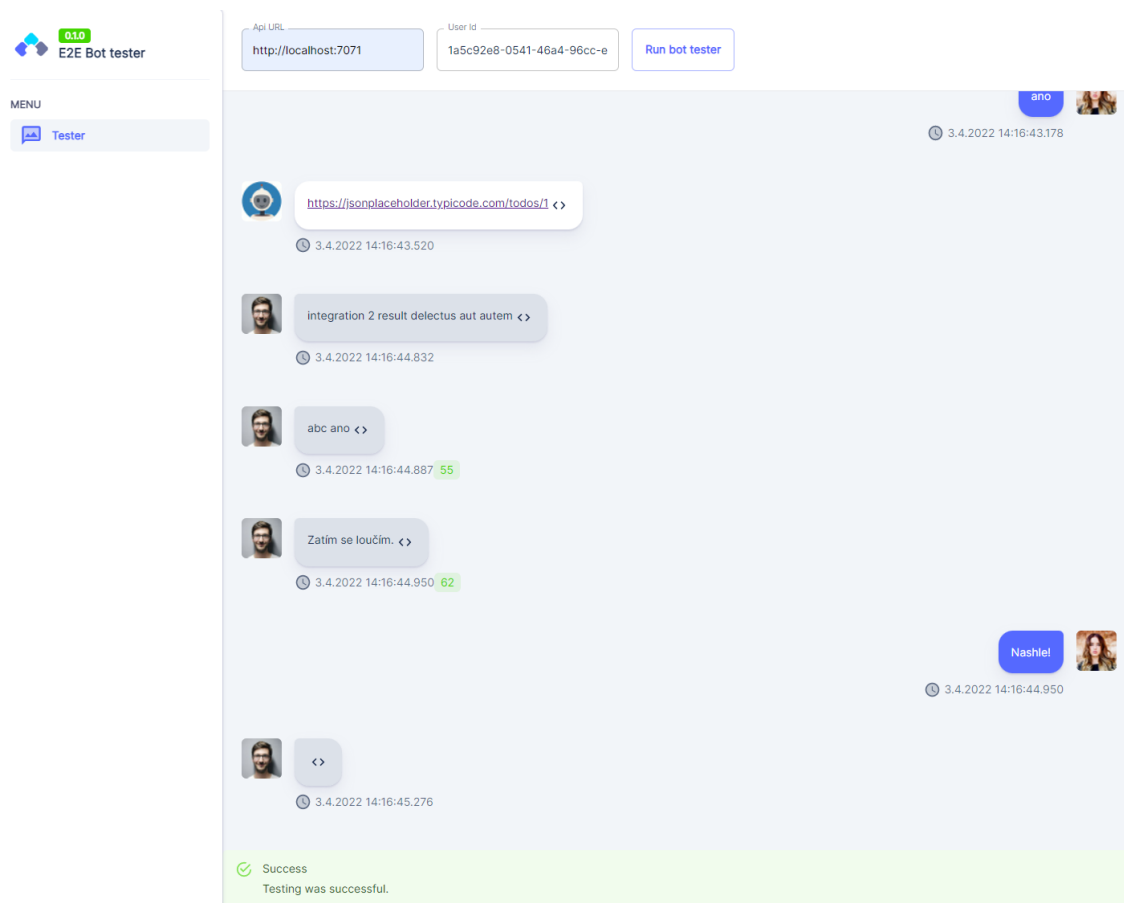 0.1.0
E2E Bot tester
MENU
Tester
Api URL
http://localhost:7071
User Id
1a5c92e8-0541-46a4-96cc-e
Run bot tester
ano
3.4.2022 14:16:43.178
https://jsonplaceholder.typicode.com/todos/1 <>
3.4.2022 14:16:43.520
integration 2 result delectus aut autem <>
3.4.2022 14:16:44.832
abc ano <>
3.4.2022 14:16:44.887 55
Zatím se loučím. <>
3.4.2022 14:16:44.950 62
Nashle!
3.4.2022 14:16:44.950
<>
3.4.2022 14:16:45.276
Success
Testing was successful.